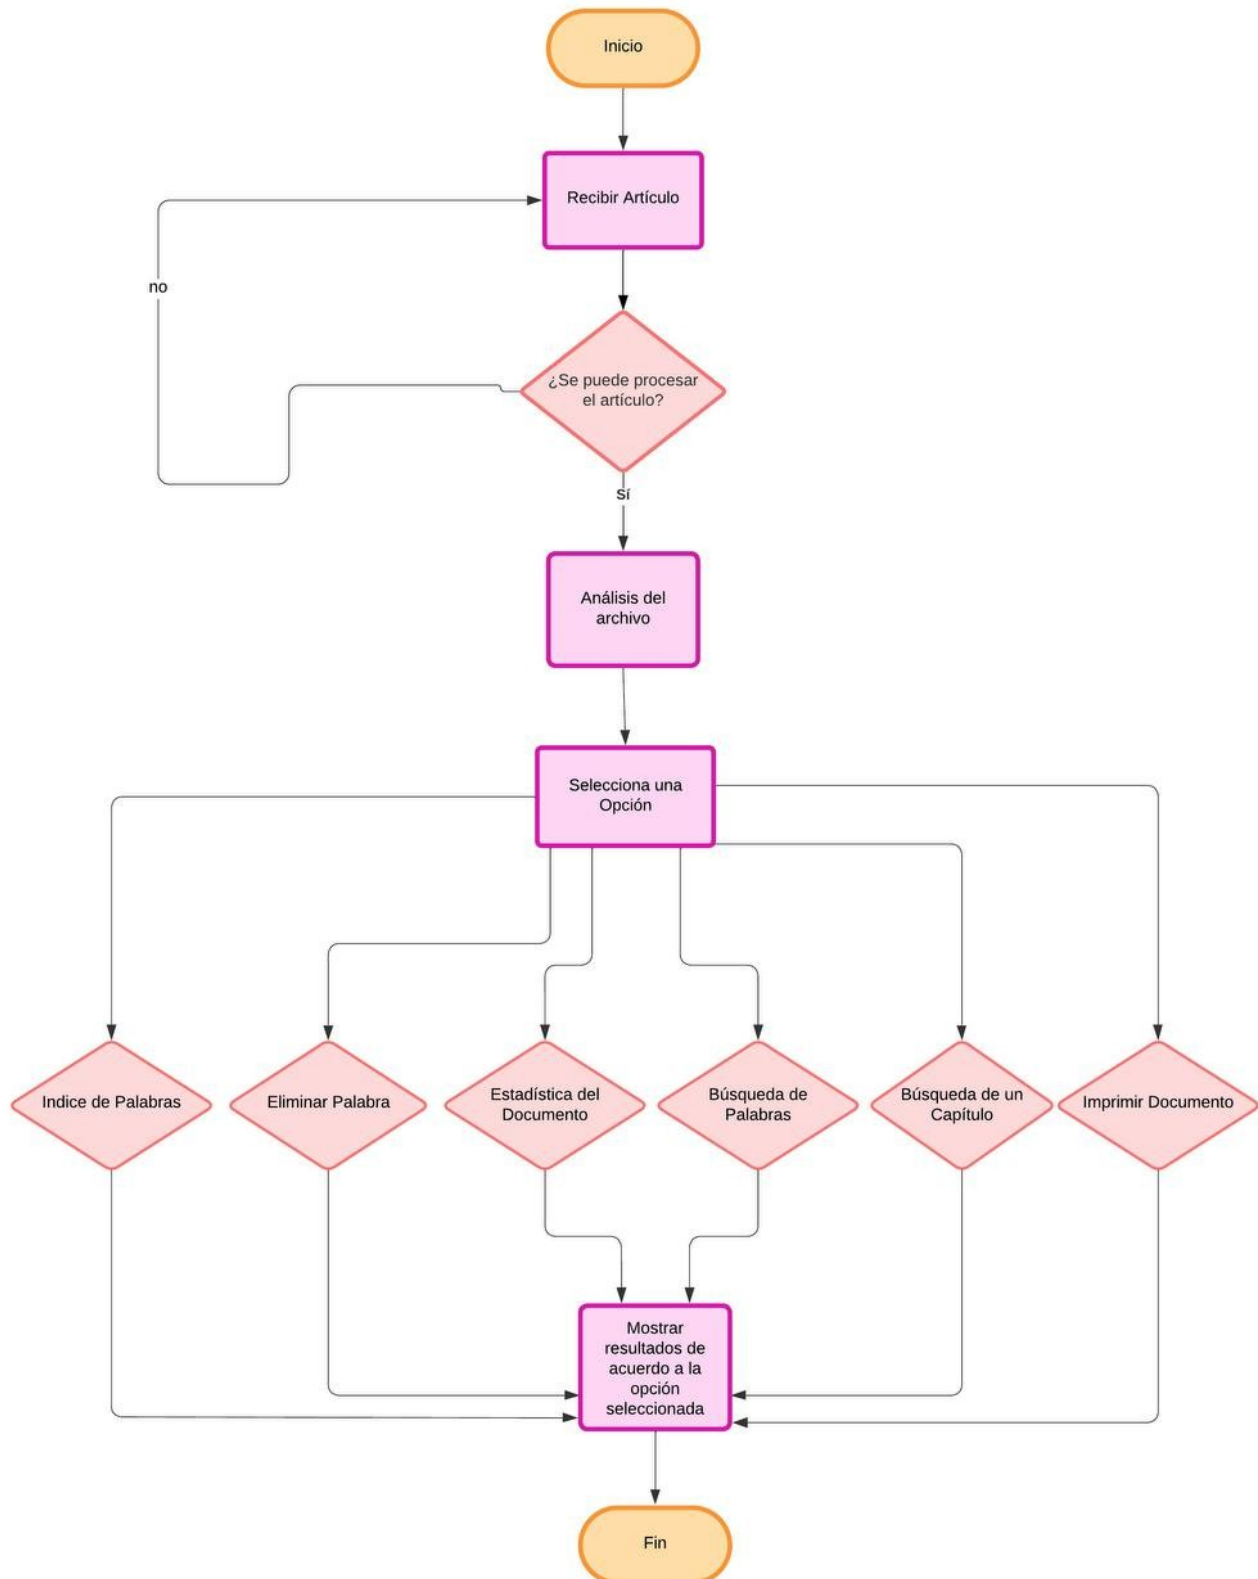 Inicio
Recibir Artículo
no
¿Se puede procesar
el artículo?
sí
Análisis del
archivo
Selecciona una
Opción
Indice de Palabras
Eliminar Palabra
Estadística del
Documento
Búsqueda de
Palabras
Búsqueda de un
Capítulo
Imprimir Documento
Mostrar
resultados de
acuerdo a la
opción
seleccionada
Fin